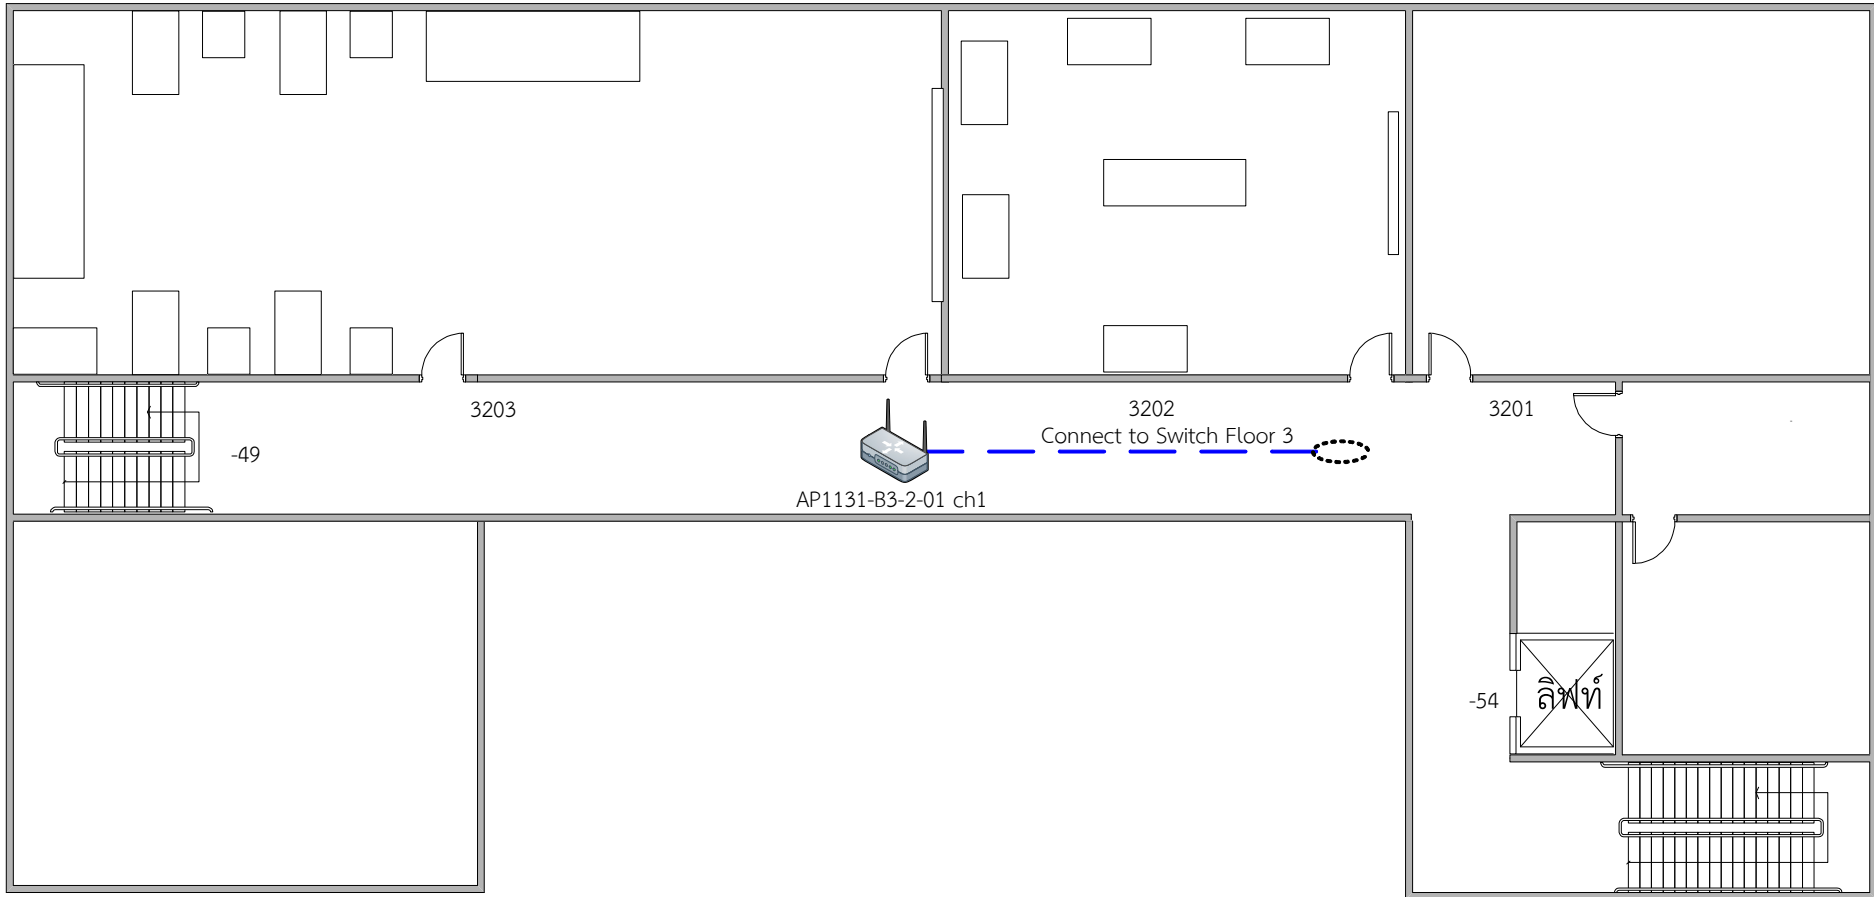 3203
3202
3201
Connect to Switch Floor 3
-49
AP1131-B3-2-01 ch1
-54
ลิฟท์